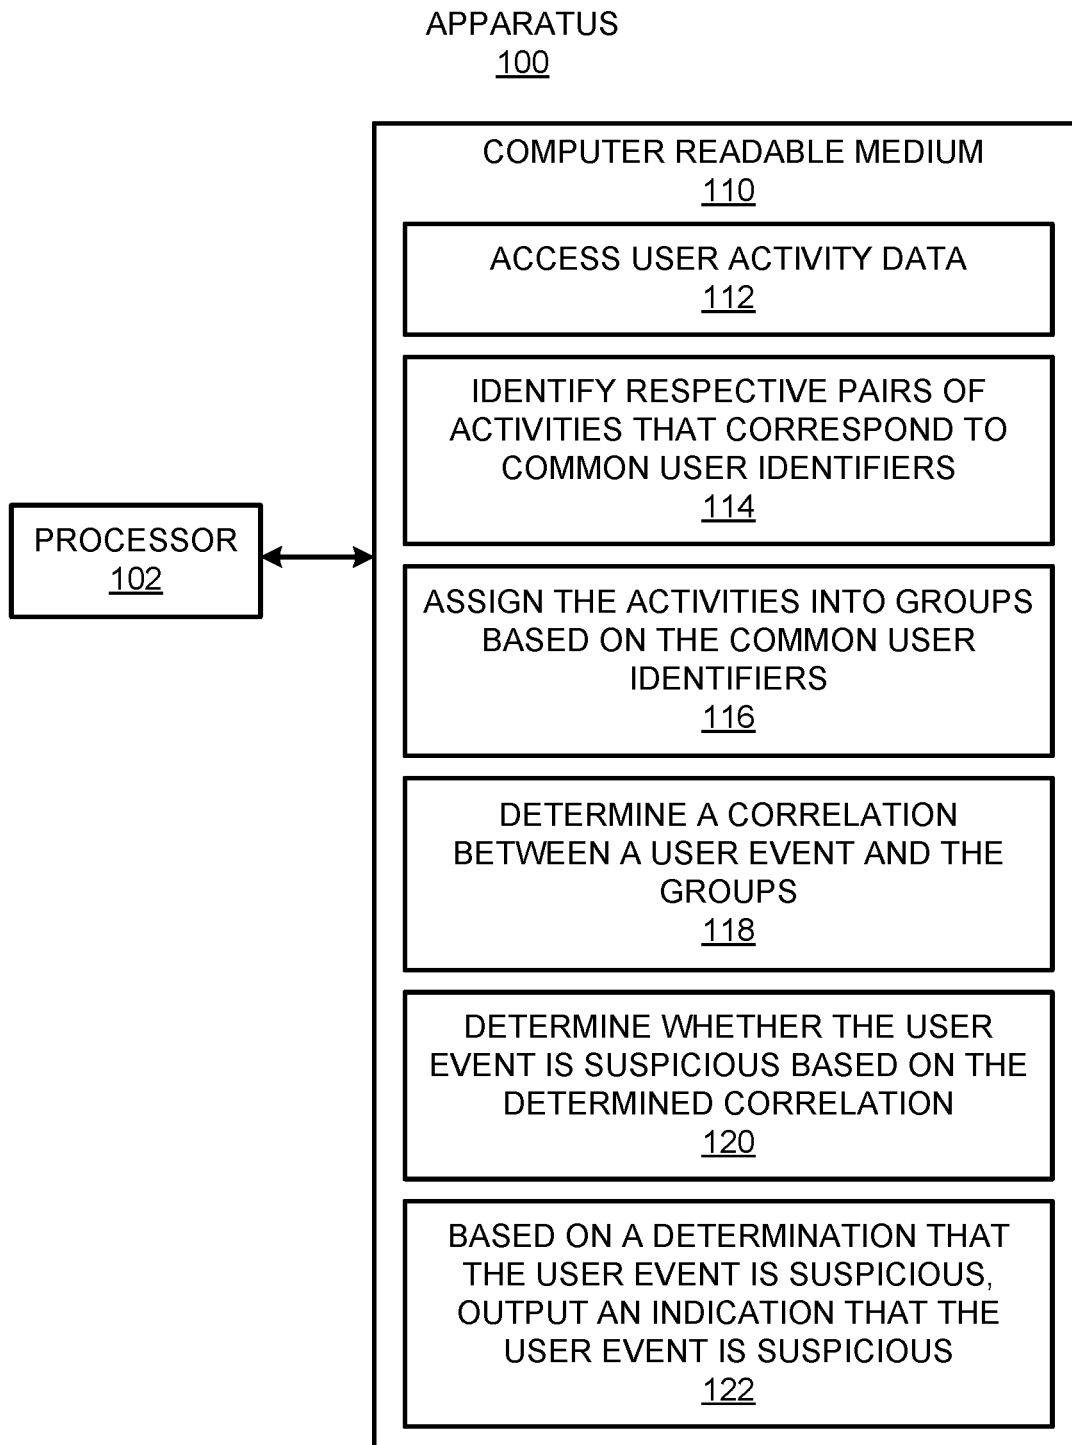 APPARATUS
100
COMPUTER READABLE MEDIUM
110
ACCESS USER ACTIVITY DATA
112
IDENTIFY RESPECTIVE PAIRS OF
ACTIVITIES THAT CORRESPOND TO
COMMON USER IDENTIFIERS
114
PROCESSOR
102
ASSIGN THE ACTIVITIES INTO GROUPS
BASED ON THE COMMON USER
IDENTIFIERS
116
DETERMINE A CORRELATION
BETWEEN A USER EVENT AND THE
GROUPS
118
DETERMINE WHETHER THE USER
EVENT IS SUSPICIOUS BASED ON THE
DETERMINED CORRELATION
120
BASED ON A DETERMINATION THAT
THE USER EVENT IS SUSPICIOUS,
OUTPUT AN INDICATION THAT THE
USER EVENT IS SUSPICIOUS
122